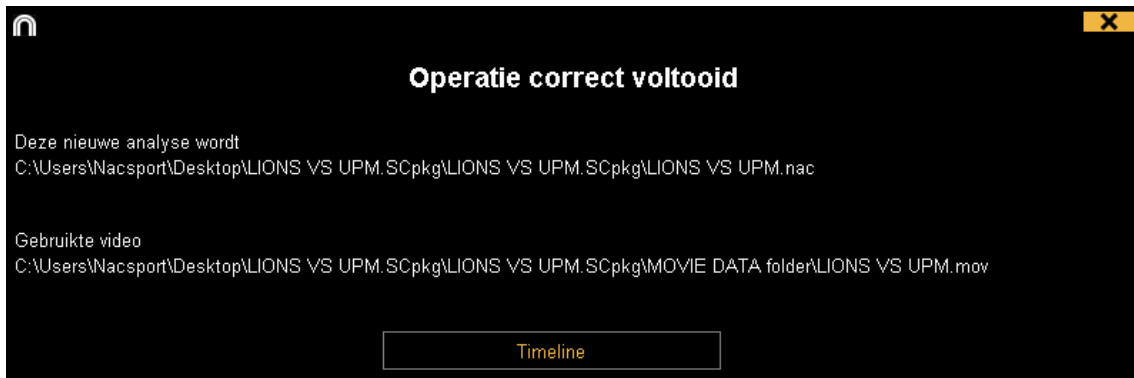 Operatie correct voltooid
Deze nieuwe analyse wordt
C:\Users\Nacsport\Desktop\LIONS VS UPM.SCpkg\LIONS VS UPM.SCpkg\LIONS VS UPM.nac
Gebruikte video
C:\Users\Nacsport\Desktop\LIONS VS UPM.SCpkg\LIONS VS UPM.SCpkg\MOVIE DATA folder\LIONS VS UPM.mov
Timeline